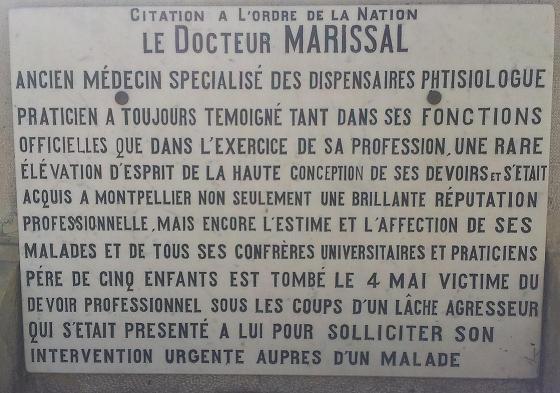 CITATION A L'ORDRE DE LA NATION
LE DOCTEUR MARISSAL
ANCIEN MÉDECIN SPECIALISÉ DES DISPENSAIRES PHTISIOLOGUE
PRATICIEN A TOUJOURS TEMOIGNÉ TANT DANS SES FONCTIONS
OFFICIELLES QUE DANS L'EXERCICE DE SA PROFESSION, UNE RARE
ÉLÉVATION D'ESPRIT DE LA HAUTE CONCEPTION DE SES DEVOIRS ET S'ÉTAIT
ACQUIS A MONTPELLIER NON SEULEMENT UNE BRILLANTE RÉPUTATION
PROFESSIONNELLE, MAIS ENCORE L'ESTIME ET L'AFFECTION DE SES
MALADES ET DE TOUS SES CONFRÈRES UNIVERSITAIRES ET PRATICIENS
PÉRE DE CINQ ENFANTS EST TOMBÉ LE 4 MAI VICTIME DU
DEVOIR PROFESSIONNEL SOUS LES COUPS D'UN LÂCHE AGRESSEUR
QUI S'ÉTAIT PRESENTÉ A LUI POUR SOLLICITER SON
INTERVENTION URGENTE AUPRES D'UN MALADE